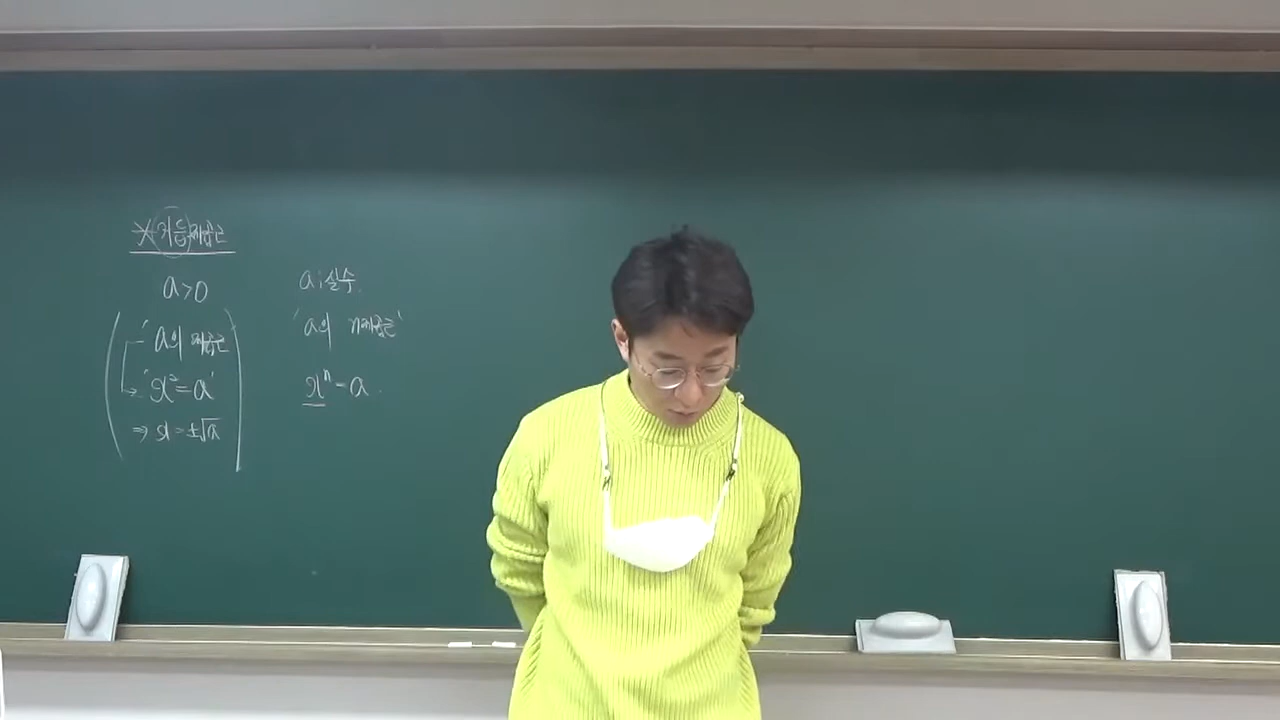 ※ 거듭제곱근
a>0
'a의 제곱근
'x²=a'
⇒ x=±√a
a:실수.
'a의 n제곱근'
xⁿ=a.